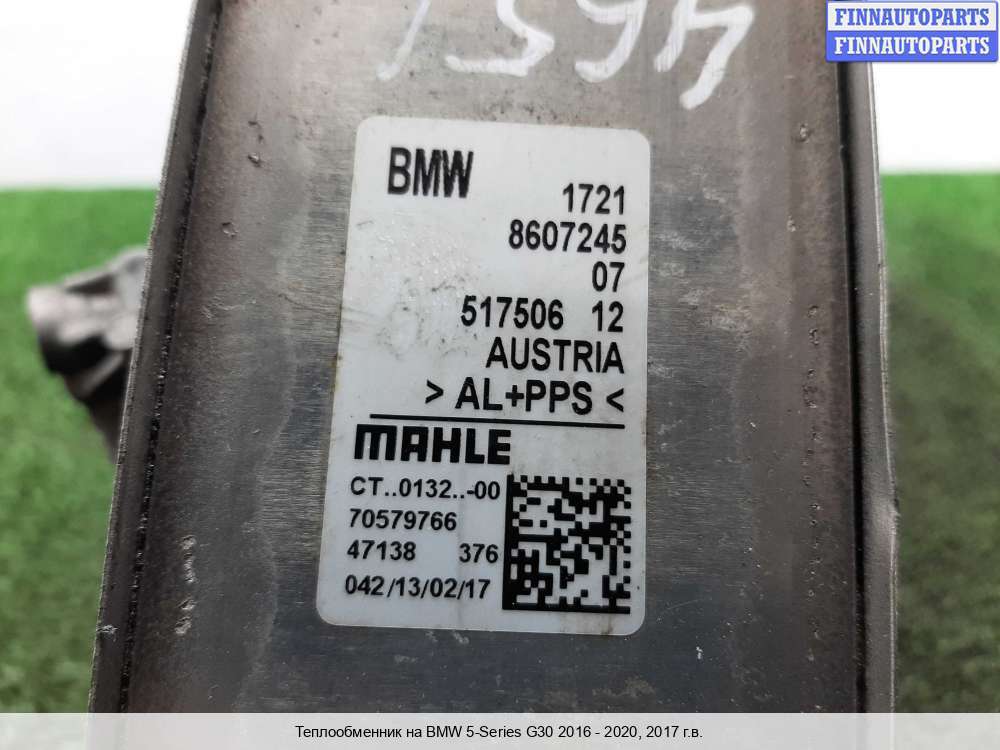 FINNAUTOPARTS
FINNAUTOPARTS
BMW
1721
8607245
07
517506 12
AUSTRIA
> AL+PPS <
MAHLE
CT..0132..-00
70579766
47138 376
042/13/02/17
Теплообменник на BMW 5-Series G30 2016 - 2020, 2017 г.в.